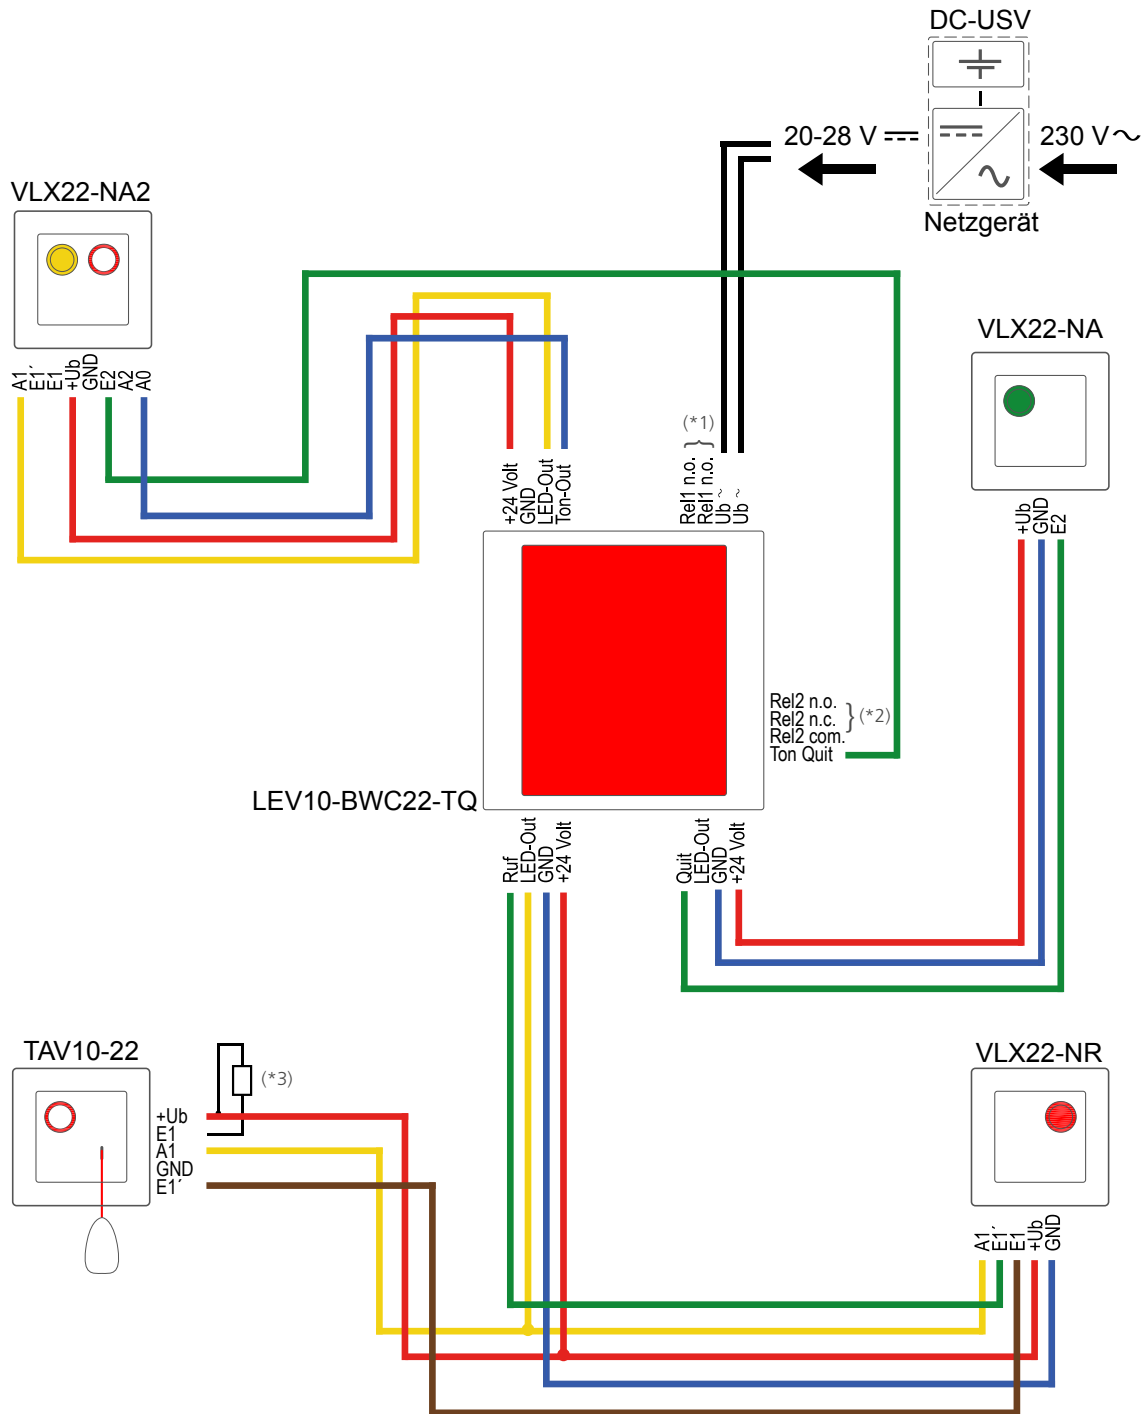 DC-USV
20-28 V
230 V
Netzgerät
VLX22-NA2
A1
E1´
E1
+Ub
GND
E2
A2
A0
VLX22-NA
+Ub
GND
E2
(*1)
+24 Volt
GND
LED-Out
Ton-Out
Rel1 n.o.
Rel1 n.o.
Ub ~
Ub ~
Rel2 n.o.
Rel2 n.c.
Rel2 com.
Ton Quit
(*2)
LEV10-BWC22-TQ
Ruf
LED-Out
GND
+24 Volt
Quit
LED-Out
GND
+24 Volt
TAV10-22
(*3)
+Ub
E1
A1
GND
E1´
VLX22-NR
A1
E1´
E1
+Ub
GND